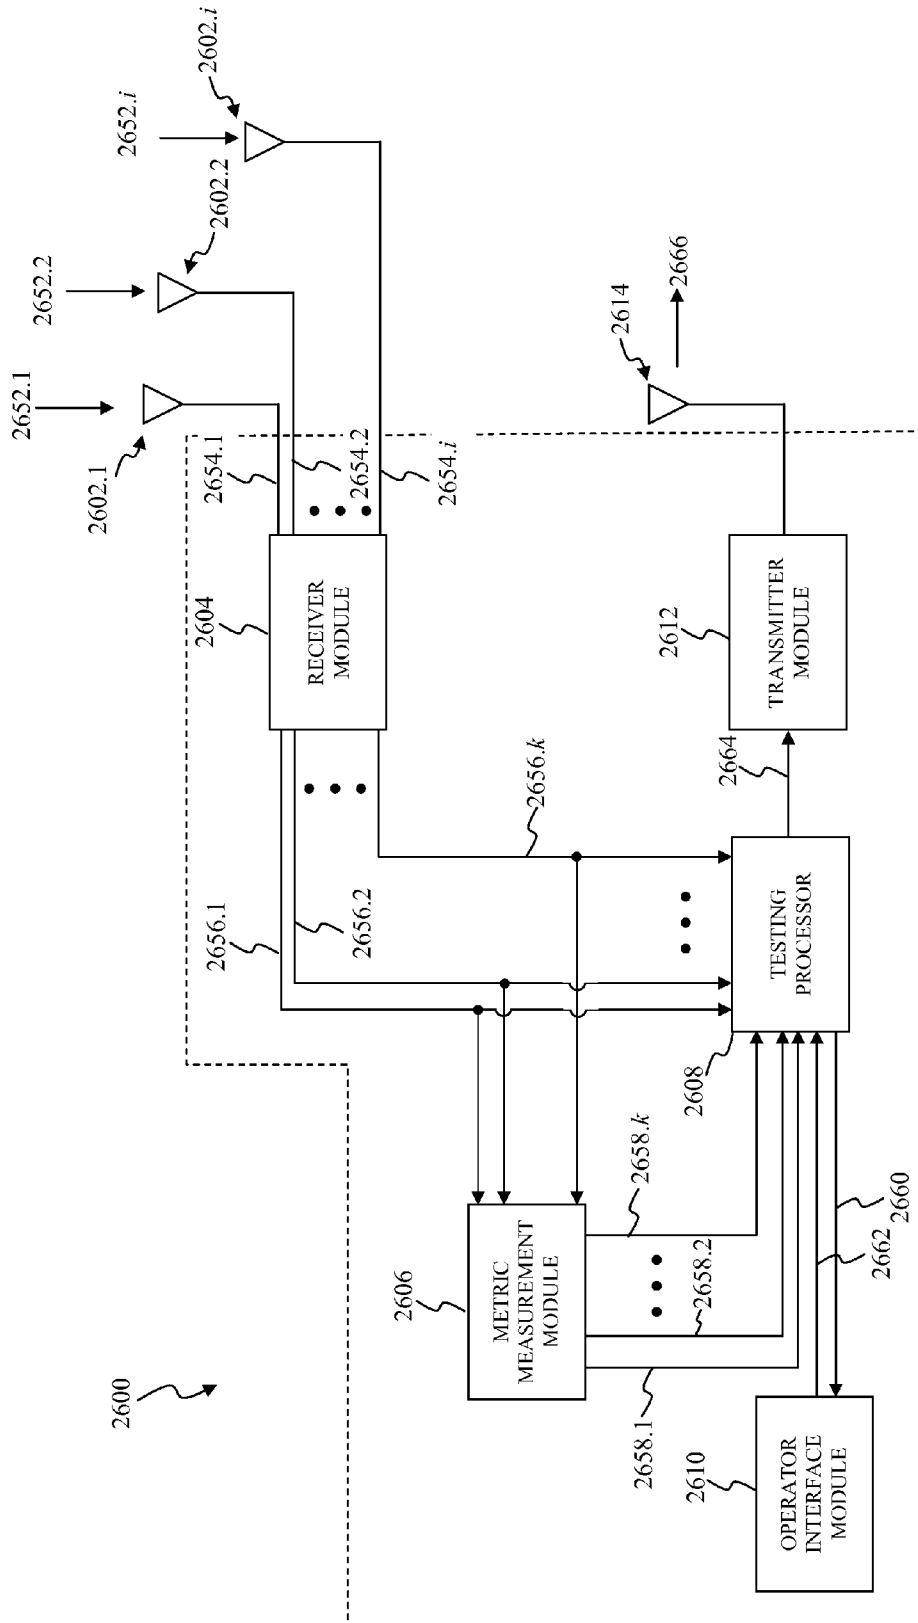 2600
2652.1
2652.2
2652.i
2602.1
2602.2
2602.i
2654.1
2654.2
2654.i
2604
RECEIVER
MODULE
2656.1
2656.2
2656.k
2606
METRIC
MEASUREMENT
MODULE
2658.1
2658.2
2658.k
2608
TESTING
PROCESSOR
2610
OPERATOR
INTERFACE
MODULE
2662
2660
2664
2612
TRANSMITTER
MODULE
2614
2666